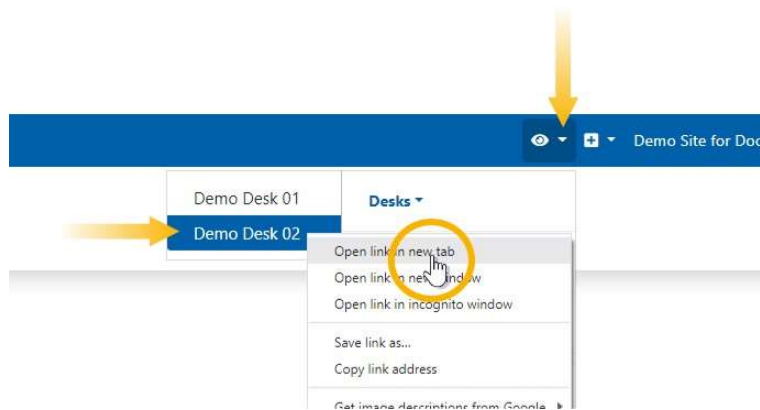 Demo Site for Doc
Demo Desk 01
Desks
Demo Desk 02
Open link in new tab
Open link in new window
Open link in incognito window
Save link as...
Copy link address
Get image descriptions from Google